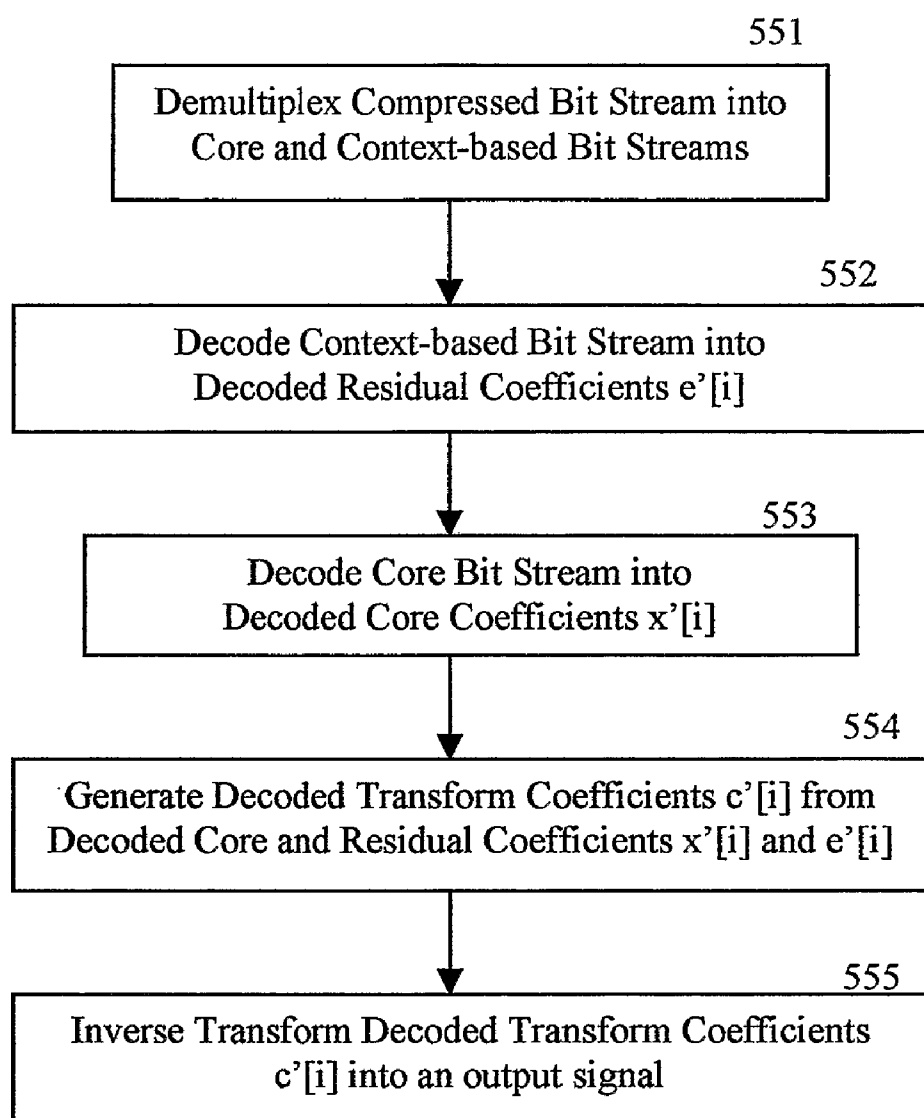 551
Demultiplex Compressed Bit Stream into
Core and Context-based Bit Streams
552
Decode Context-based Bit Stream into
Decoded Residual Coefficients e’[i]
553
Decode Core Bit Stream into
Decoded Core Coefficients x’[i]
554
Generate Decoded Transform Coefficients c’[i] from
Decoded Core and Residual Coefficients x’[i] and e’[i]
555
Inverse Transform Decoded Transform Coefficients
c’[i] into an output signal